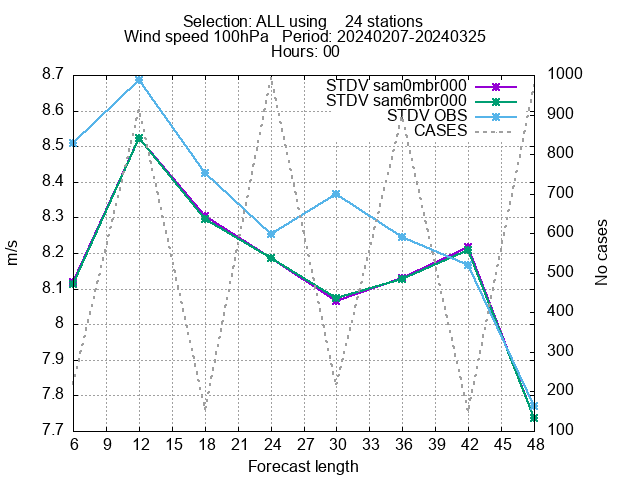 Selection: ALL using    24 stations
Wind speed 100hPa   Period: 20240207-20240325
Hours: 00
STDV sam0mbr000
STDV sam6mbr000
STDV OBS
CASES
8.7
8.6
8.5
8.4
8.3
8.2
8.1
8
7.9
7.8
7.7
m/s
1000
900
800
700
600
500
400
300
200
100
No cases
6 9 12 15 18 21 24 27 30 33 36 39 42 45 48
Forecast length